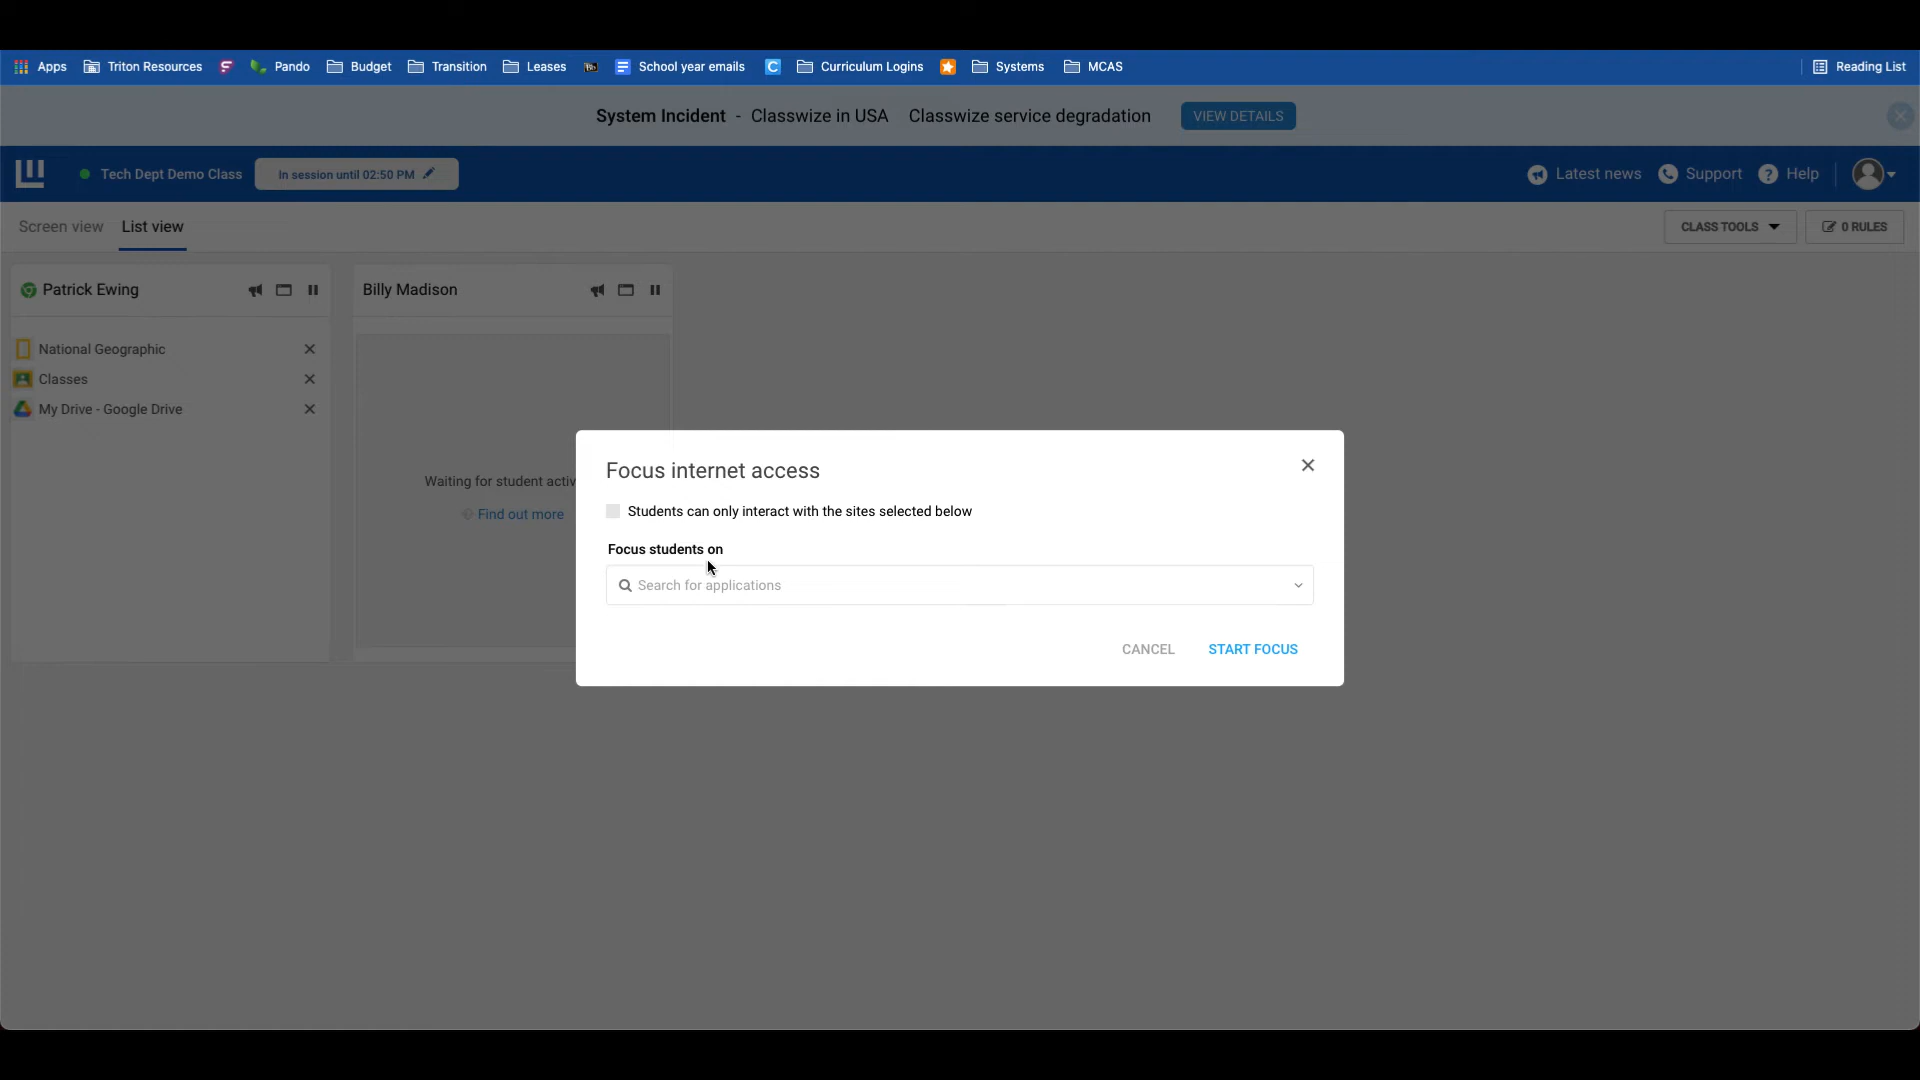 Apps Triton Resources Pando Budget Transition Leases School year emails Curriculum Logins Systems MCAS Reading List
System Incident - Classwize in USA Classwize service degradation VIEW DETAILS
Tech Dept Demo Class In session until 02:50 PM Latest news Support Help
Screen view List view CLASS TOOLS 0 RULES
Patrick Ewing Billy Madison
National Geographic
Classes
My Drive - Google Drive
Waiting for student activ
Find out more
Focus internet access
Students can only interact with the sites selected below
Focus students on
Search for applications
CANCEL START FOCUS